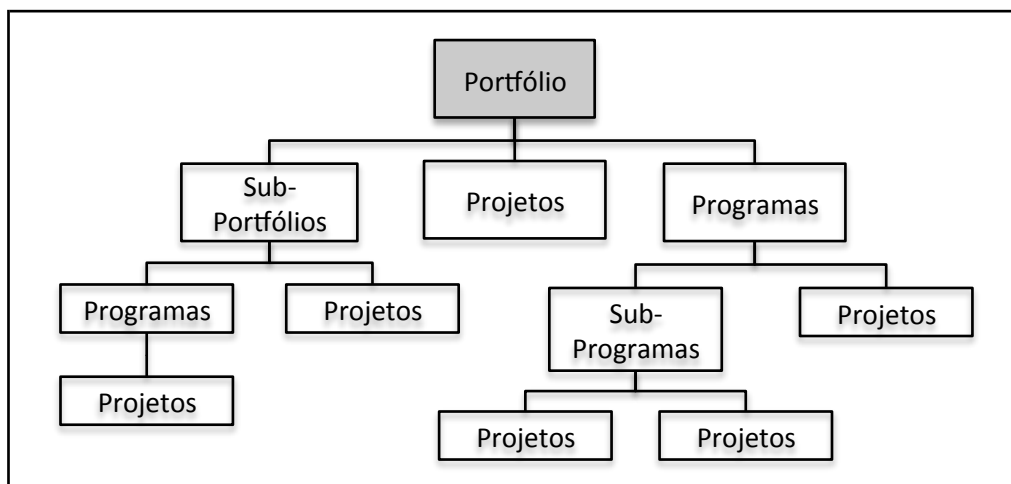 Portfólio
Sub-
Portfólios
Projetos
Programas
Programas
Projetos
Sub-
Programas
Projetos
Projetos
Projetos
Projetos